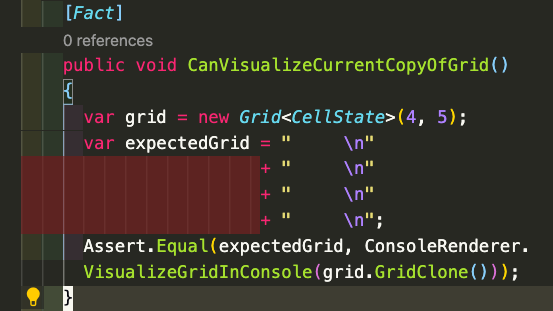 [Fact]
0 references
public void CanVisualizeCurrentCopyOfGrid()
{
var grid = new Grid<CellState>(4, 5);
var expectedGrid = "     \n"
+ "     \n"
+ "     \n"
+ "     \n";
Assert.Equal(expectedGrid, ConsoleRenderer.
VisualizeGridInConsole(grid.GridClone()));
}